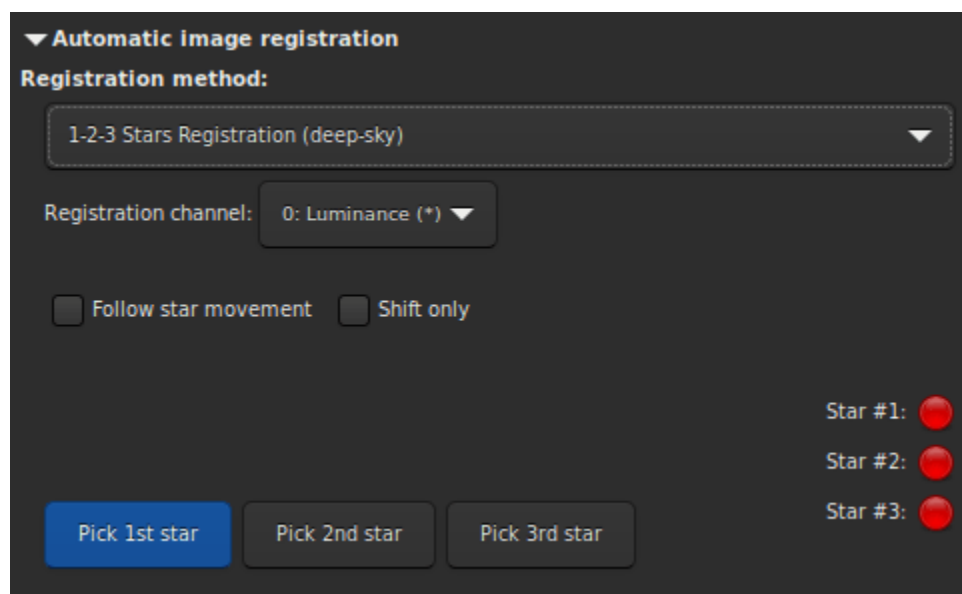 Automatic image registration
Registration method:
1-2-3 Stars Registration (deep-sky)
Registration channel: 0: Luminance (*)
Follow star movement Shift only
Star #1:
Star #2:
Star #3:
Pick 1st star Pick 2nd star Pick 3rd star